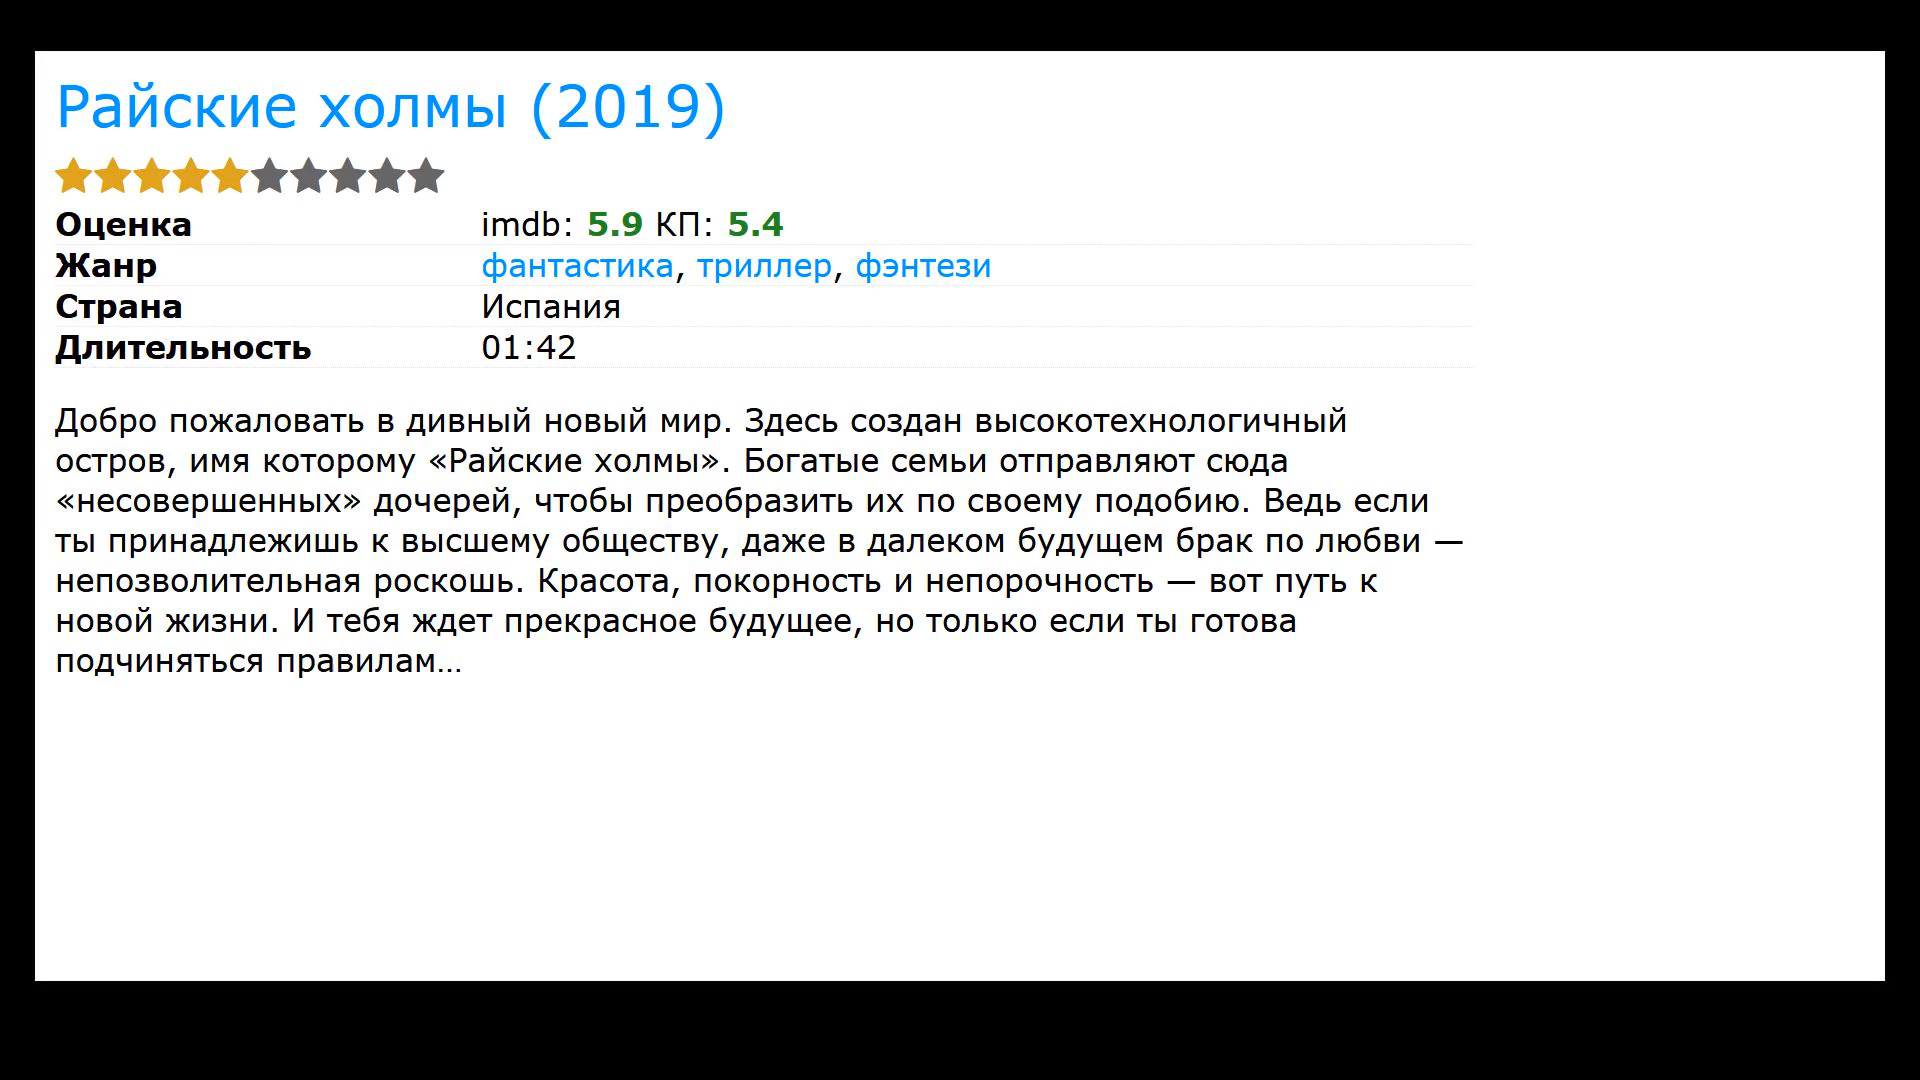 Райские холмы (2019)
Оценка imdb: 5.9 КП: 5.4
Жанр фантастика, триллер, фэнтези
Страна Испания
Длительность 01:42
Добро пожаловать в дивный новый мир. Здесь создан высокотехнологичный
остров, имя которому «Райские холмы». Богатые семьи отправляют сюда
«несовершенных» дочерей, чтобы преобразить их по своему подобию. Ведь если
ты принадлежишь к высшему обществу, даже в далеком будущем брак по любви —
непозволительная роскошь. Красота, покорность и непорочность — вот путь к
новой жизни. И тебя ждет прекрасное будущее, но только если ты готова
подчиняться правилам…